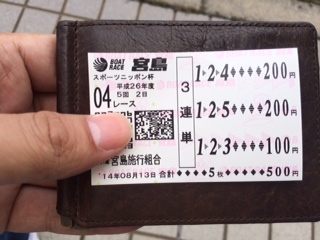 BOAT RACE 宮島
スポーツニッポン杯
平成26年度
5回 2日
04レース
3連単
1▷2▷4◆◆◆◆200円
1▷2▷5◆◆◆◆200円
1▷2▷3◆◆◆◆100円
宮島施行組合
'14年08月13日 合計◆◆◆◆5枚◆◆◆◆500円